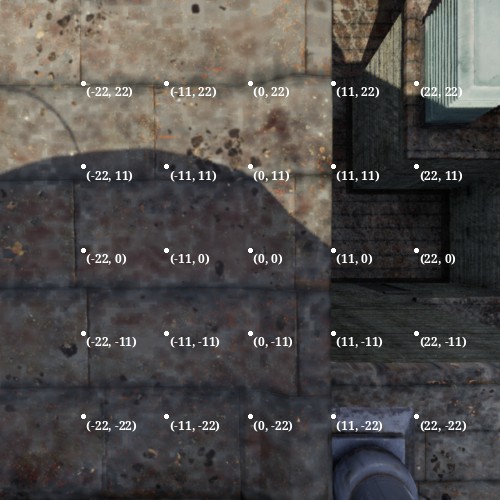 (-22, 22) (-11, 22) (0, 22) (11, 22) (22, 22)
(-22, 11) (-11, 11) (0, 11) (11, 11) (22, 11)
(-22, 0) (-11, 0) (0, 0) (11, 0) (22, 0)
(-22, -11) (-11, -11) (0, -11) (11, -11) (22, -11)
(-22, -22) (-11, -22) (0, -22) (11, -22) (22, -22)